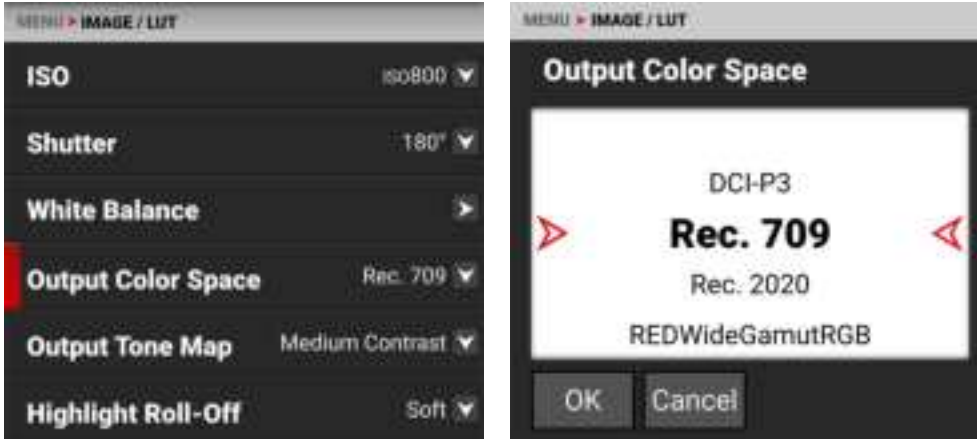 MENU ▶ IMAGE / LUT
ISO iso800
Shutter 180°
White Balance
Output Color Space Rec. 709
Output Tone Map Medium Contrast
Highlight Roll-Off Soft
MENU ▶ IMAGE / LUT
Output Color Space
DCI-P3
Rec. 709
Rec. 2020
REDWideGamutRGB
OK Cancel